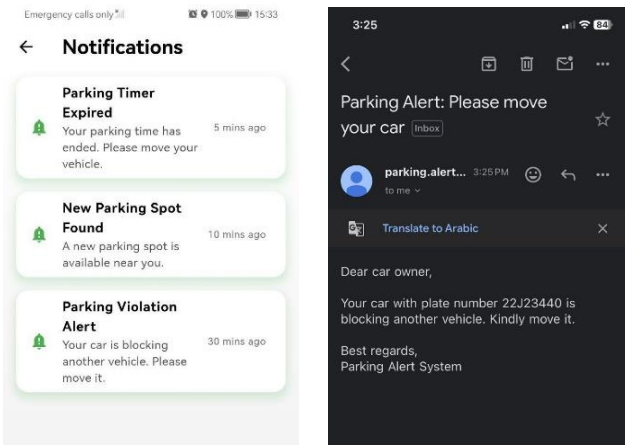 Emergency calls only
100% 15:33
Notifications
Parking Timer
Expired
Your parking time has
ended. Please move your
vehicle.
5 mins ago
New Parking Spot
Found
A new parking spot is
available near you.
10 mins ago
Parking Violation
Alert
Your car is blocking
another vehicle. Please
move it.
30 mins ago
3:25
84
Parking Alert: Please move
your car Inbox
parking.alert... 3:25 PM
to me
Translate to Arabic
Dear car owner,
Your car with plate number 22J23440 is
blocking another vehicle. Kindly move it.
Best regards,
Parking Alert System